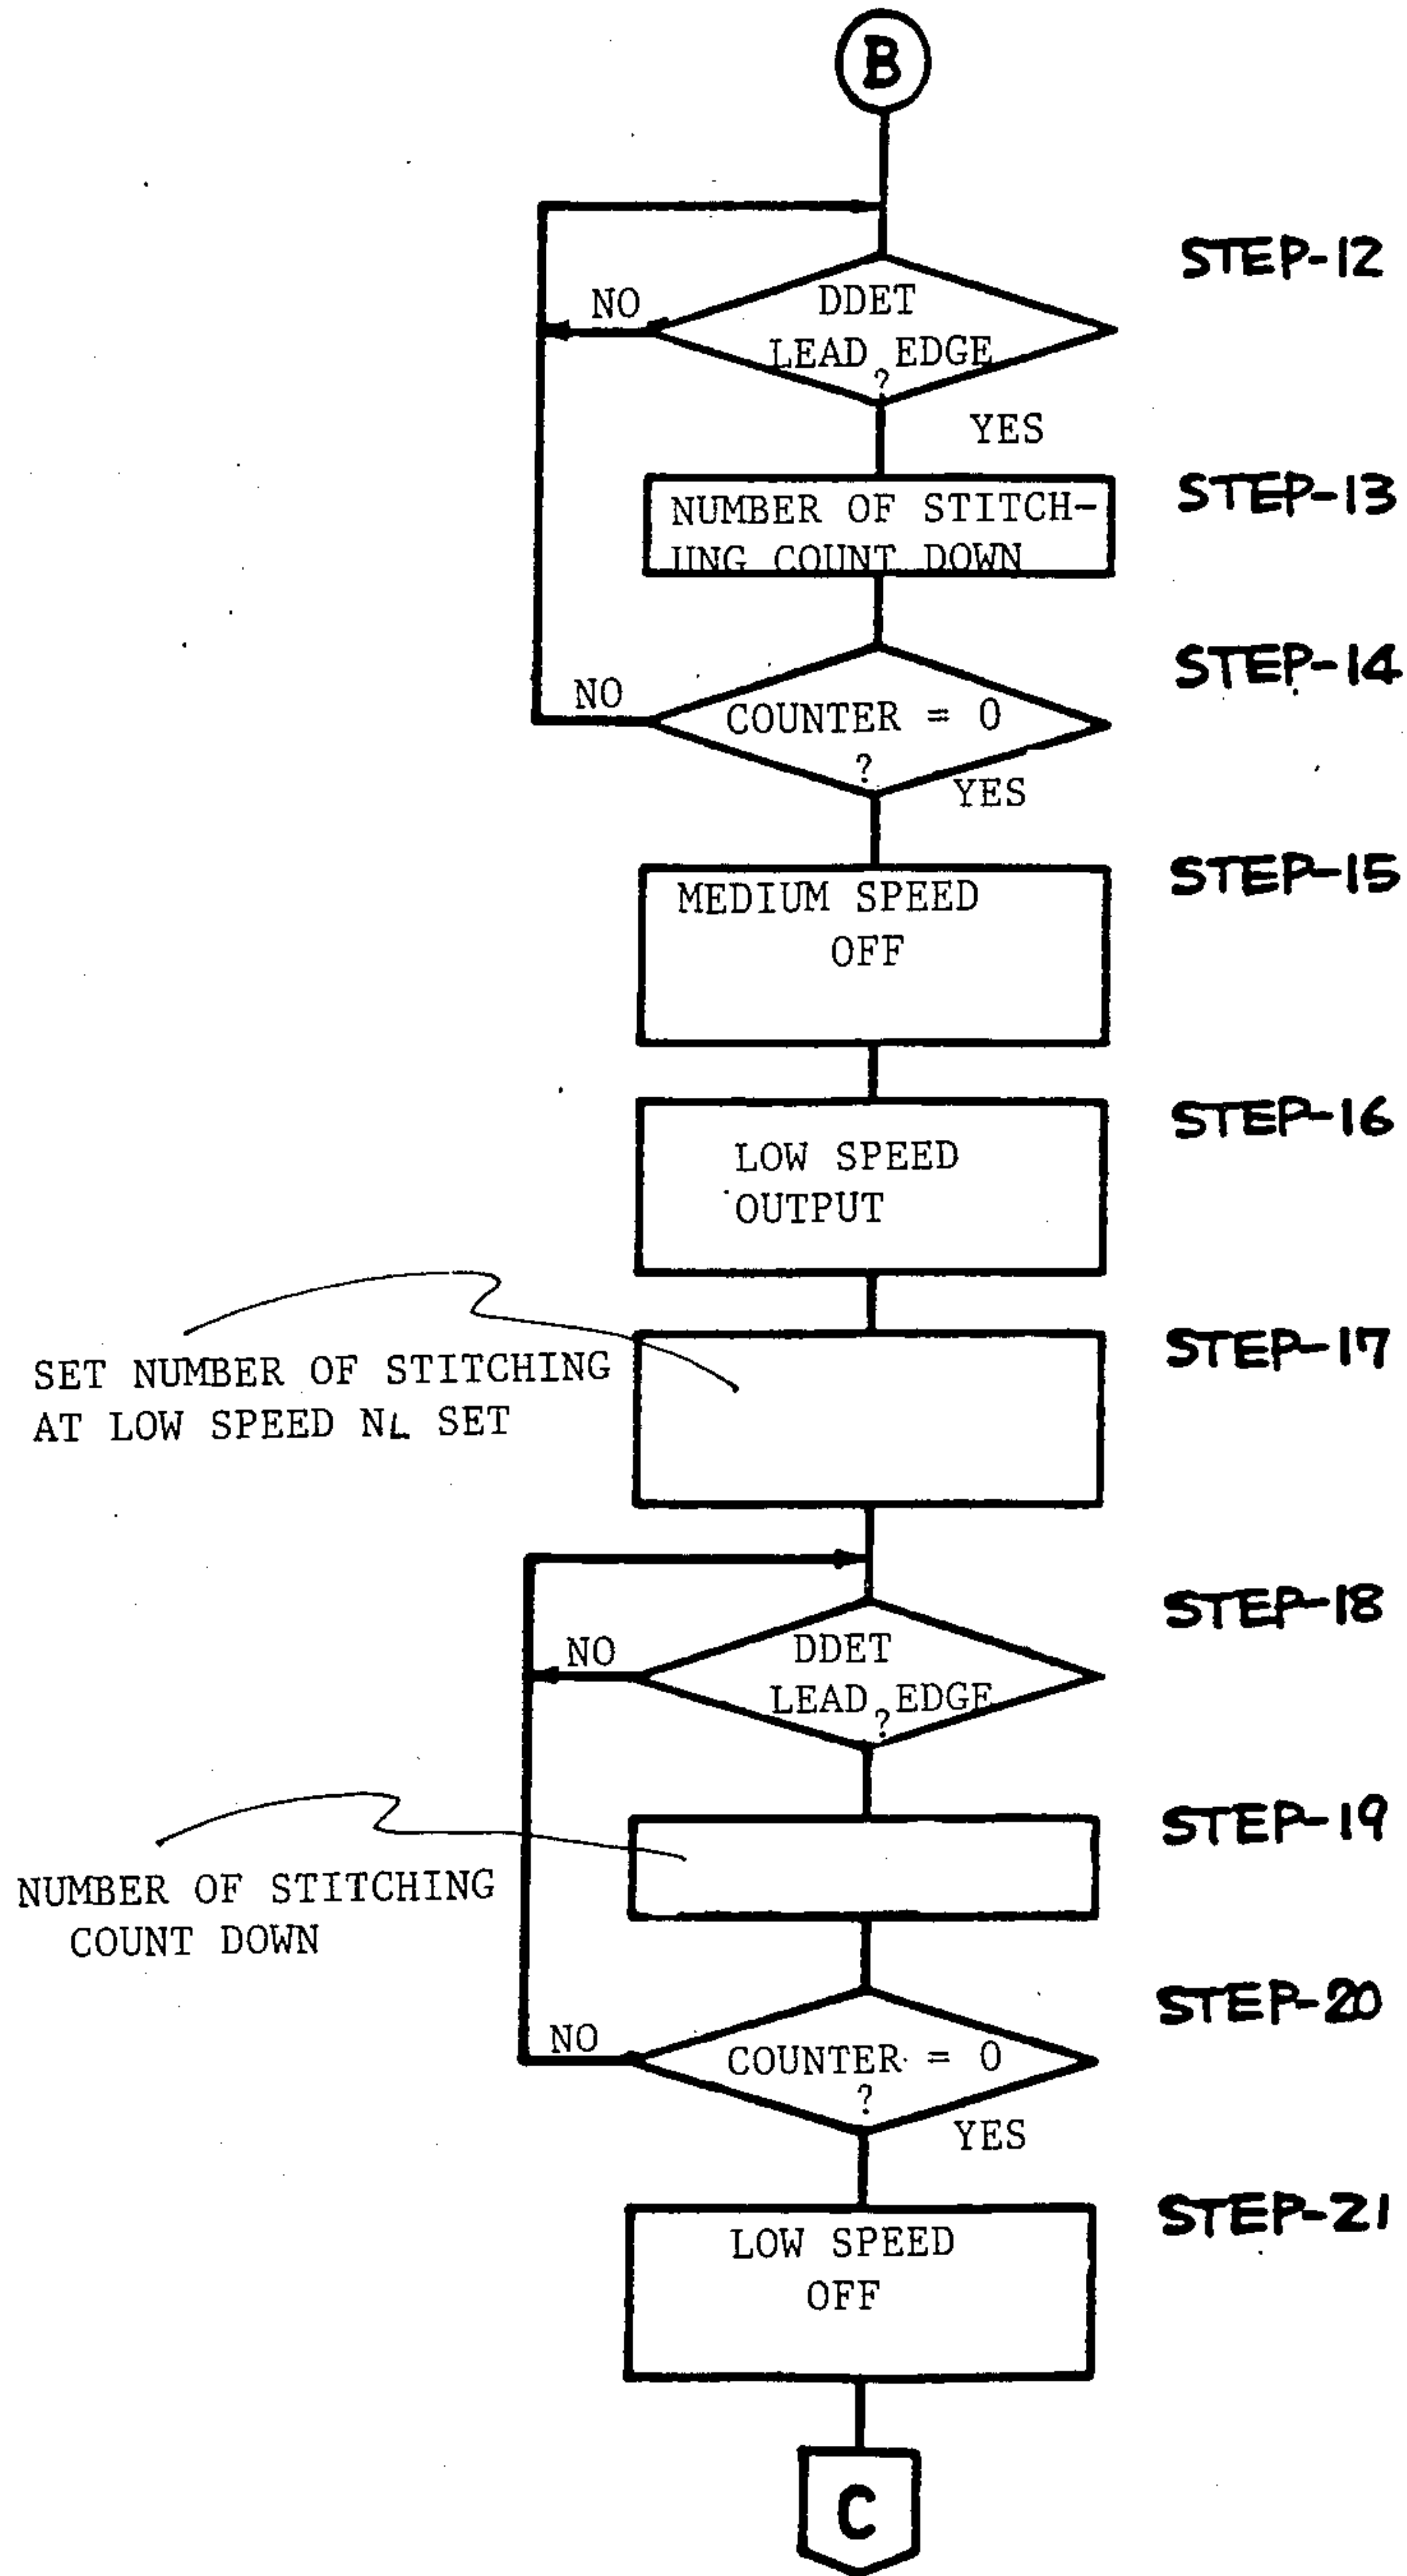 B
STEP-12
NO
DDET
LEAD EDGE
?
YES
STEP-13
NUMBER OF STITCH-
IING COUNT DOWN
STEP-14
NO
COUNTER = 0
?
YES
STEP-15
MEDIUM SPEED
OFF
STEP-16
LOW SPEED
OUTPUT
STEP-17
SET NUMBER OF STITCHING
AT LOW SPEED NL SET
STEP-18
NO
DDET
LEAD EDGE
?
STEP-19
NUMBER OF STITCHING
COUNT DOWN
STEP-20
NO
COUNTER = 0
?
YES
STEP-21
LOW SPEED
OFF
C